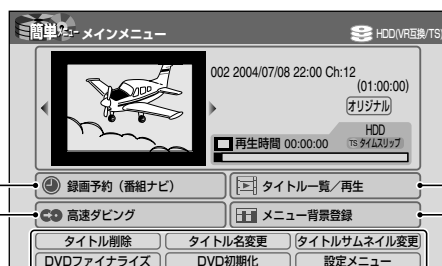 簡単メニュー メインメニュー
HDD(VR互換/TS)
002 2004/07/08 22:00 Ch:12
(01:00:00)
オリジナル
HDD
再生時間 00:00:00 TS タイムスリップ
録画予約（番組ナビ）
タイトル一覧／再生
高速ダビング
メニュー背景登録
タイトル削除
タイトル名変更
タイトルサムネイル変更
DVDファイナライズ
DVD初期化
設定メニュー